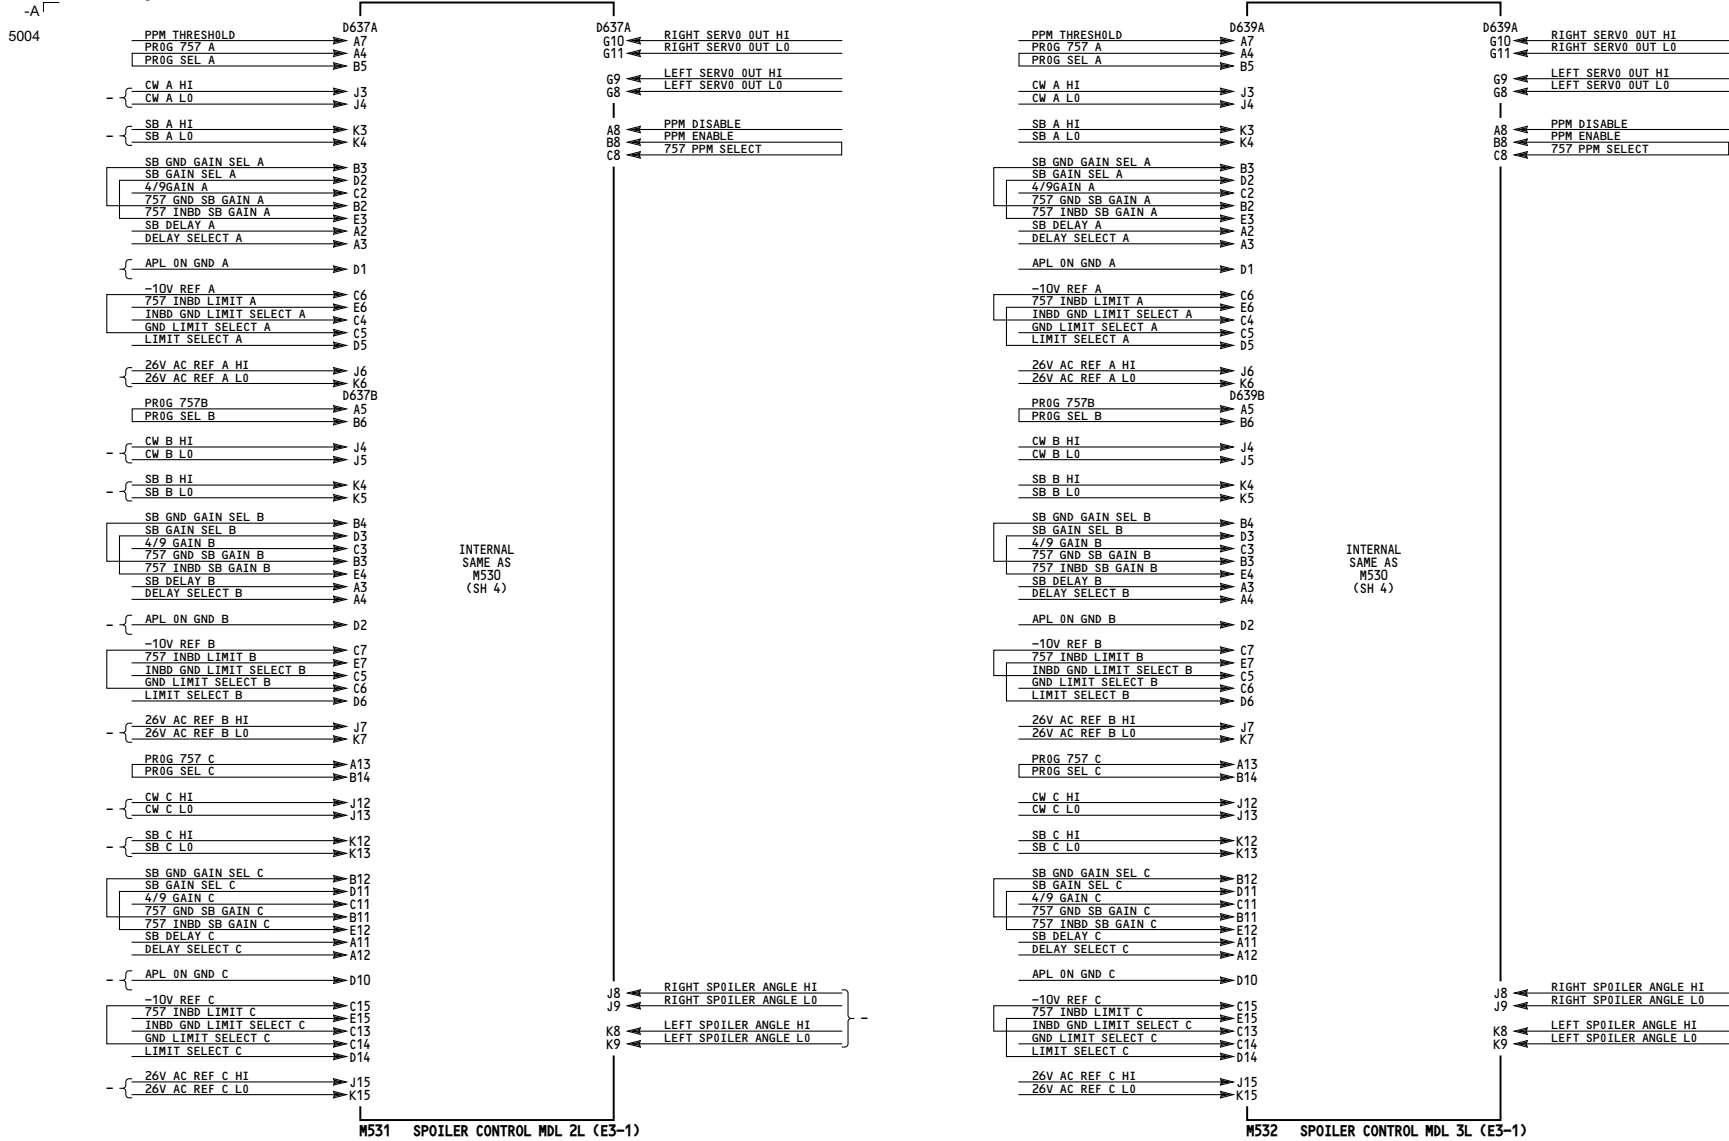 -A
5004
D637A
PPM THRESHOLD A7
PROG 757 A A4
PROG SEL A B5
CW A HI J3
CW A LO J4
SB A HI K3
SB A LO K4
SB GND GAIN SEL A B3
SB GAIN SEL A D2
4/9GAIN A C2
757 GND SB GAIN A B2
757 INBD SB GAIN A E3
SB DELAY A A2
DELAY SELECT A A3
APL ON GND A D1
-10V REF A C6
757 INBD LIMIT A E6
INBD GND LIMIT SELECT A C4
GND LIMIT SELECT A C5
LIMIT SELECT A D5
26V AC REF A HI J6
26V AC REF A LO K6
D637B
PROG 757B A5
PROG SEL B B6
CW B HI J4
CW B LO J5
SB B HI K4
SB B LO K5
SB GND GAIN SEL B B4
SB GAIN SEL B D3
4/9 GAIN B C3
757 GND SB GAIN B B3
757 INBD SB GAIN B E4
SB DELAY B A3
DELAY SELECT B A4
APL ON GND B D2
-10V REF B C7
757 INBD LIMIT B E7
INBD GND LIMIT SELECT B C5
GND LIMIT SELECT B C6
LIMIT SELECT B D6
26V AC REF B HI J7
26V AC REF B LO K7
PROG 757 C A13
PROG SEL C B14
CW C HI J12
CW C LO J13
SB C HI K12
SB C LO K13
SB GND GAIN SEL C B12
SB GAIN SEL C D11
4/9 GAIN C C11
757 GND SB GAIN C B11
757 INBD SB GAIN C E12
SB DELAY C A11
DELAY SELECT C A12
APL ON GND C D10
-10V REF C C15
757 INBD LIMIT C E15
INBD GND LIMIT SELECT C C13
GND LIMIT SELECT C C14
LIMIT SELECT C D14
26V AC REF C HI J15
26V AC REF C LO K15
INTERNAL
SAME AS
M530
(SH 4)
D637A
G10 RIGHT SERVO OUT HI
G11 RIGHT SERVO OUT LO
G9 LEFT SERVO OUT HI
G8 LEFT SERVO OUT LO
A8 PPM DISABLE
B8 PPM ENABLE
C8 757 PPM SELECT
J8 RIGHT SPOILER ANGLE HI
J9 RIGHT SPOILER ANGLE LO
K8 LEFT SPOILER ANGLE HI
K9 LEFT SPOILER ANGLE LO
M531 SPOILER CONTROL MDL 2L (E3-1)
D639A
PPM THRESHOLD A7
PROG 757 A A4
PROG SEL A B5
CW A HI J3
CW A LO J4
SB A HI K3
SB A LO K4
SB GND GAIN SEL A B3
SB GAIN SEL A D2
4/9GAIN A C2
757 GND SB GAIN A B2
757 INBD SB GAIN A E3
SB DELAY A A2
DELAY SELECT A A3
APL ON GND A D1
-10V REF A C6
757 INBD LIMIT A E6
INBD GND LIMIT SELECT A C4
GND LIMIT SELECT A C5
LIMIT SELECT A D5
26V AC REF A HI J6
26V AC REF A LO K6
D639B
PROG 757B A5
PROG SEL B B6
CW B HI J4
CW B LO J5
SB B HI K4
SB B LO K5
SB GND GAIN SEL B B4
SB GAIN SEL B D3
4/9 GAIN B C3
757 GND SB GAIN B B3
757 INBD SB GAIN B E4
SB DELAY B A3
DELAY SELECT B A4
APL ON GND B D2
-10V REF B C7
757 INBD LIMIT B E7
INBD GND LIMIT SELECT B C5
GND LIMIT SELECT B C6
LIMIT SELECT B D6
26V AC REF B HI J7
26V AC REF B LO K7
PROG 757 C A13
PROG SEL C B14
CW C HI J12
CW C LO J13
SB C HI K12
SB C LO K13
SB GND GAIN SEL C B12
SB GAIN SEL C D11
4/9 GAIN C C11
757 GND SB GAIN C B11
757 INBD SB GAIN C E12
SB DELAY C A11
DELAY SELECT C A12
APL ON GND C D10
-10V REF C C15
757 INBD LIMIT C E15
INBD GND LIMIT SELECT C C13
GND LIMIT SELECT C C14
LIMIT SELECT C D14
26V AC REF C HI J15
26V AC REF C LO K15
INTERNAL
SAME AS
M530
(SH 4)
D639A
G10 RIGHT SERVO OUT HI
G11 RIGHT SERVO OUT LO
G9 LEFT SERVO OUT HI
G8 LEFT SERVO OUT LO
A8 PPM DISABLE
B8 PPM ENABLE
C8 757 PPM SELECT
J8 RIGHT SPOILER ANGLE HI
J9 RIGHT SPOILER ANGLE LO
K8 LEFT SPOILER ANGLE HI
K9 LEFT SPOILER ANGLE LO
M532 SPOILER CONTROL MDL 3L (E3-1)